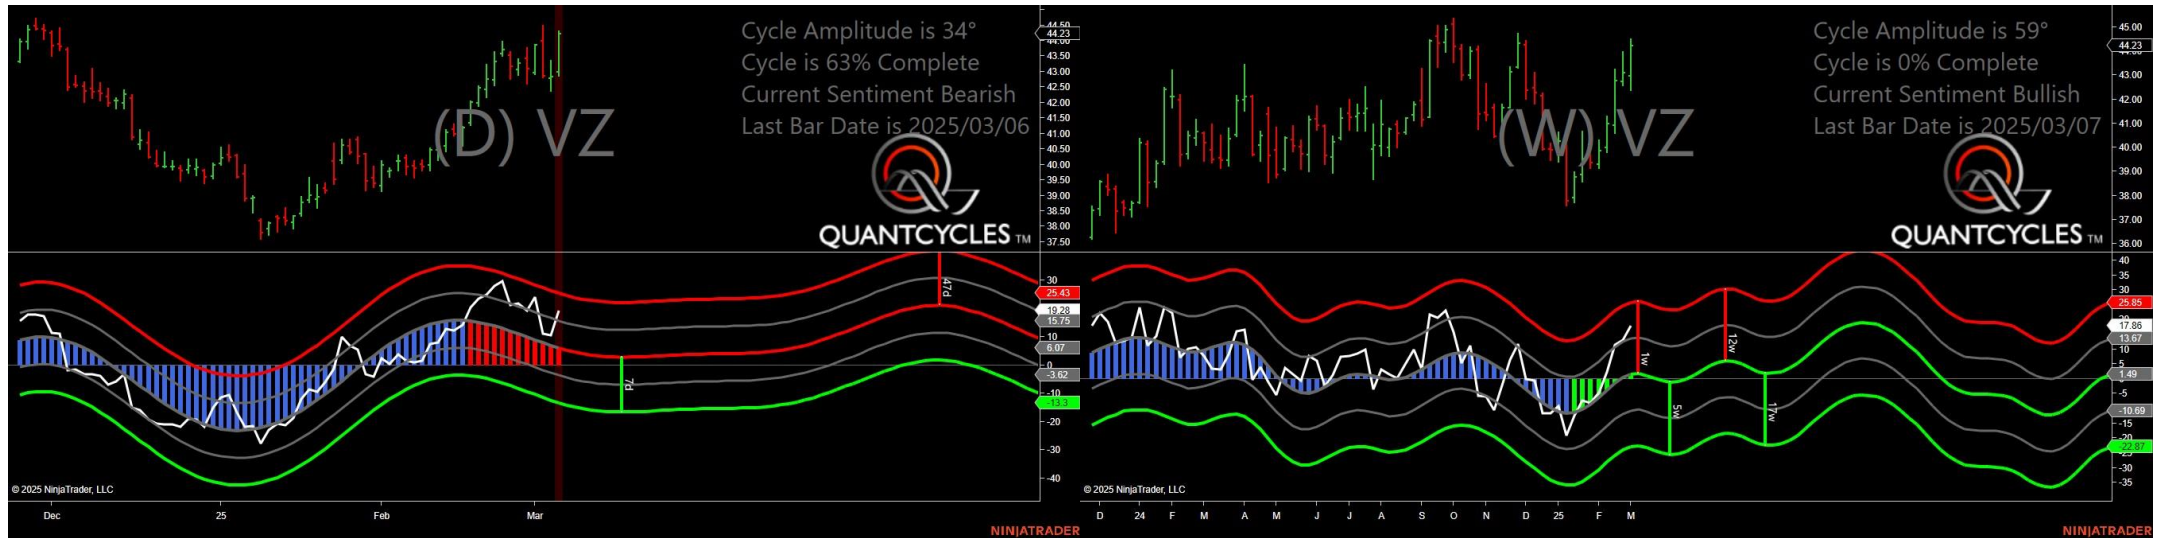 Cycle Amplitude is 34°
Cycle is 63% Complete
Current Sentiment Bearish
Last Bar Date is 2025/03/06
(D) VZ
QUANTCYCLES TM
44.50
44.23
43.50
43.00
42.50
42.00
41.50
41.00
40.50
40.00
39.50
39.00
38.50
38.00
37.50
47d
7d
30
25.43
19.28
15.75
10
6.07
0
-3.62
-10
-13.3
-20
-30
-40
© 2025 NinjaTrader, LLC
Dec 25 Feb Mar
NINJATRADER
Cycle Amplitude is 59°
Cycle is 0% Complete
Current Sentiment Bullish
Last Bar Date is 2025/03/07
(W) VZ
QUANTCYCLES TM
45.00
44.23
43.00
42.00
41.00
40.00
39.00
38.00
37.00
36.00
1w
12w
5w
17w
40
35
30
25.85
17.86
13.67
10
5
1.49
-5
-10.69
-15
-22.87
-30
-35
© 2025 NinjaTrader, LLC
D 24 F M A M J J A S O N D 25 F M
NINJATRADER